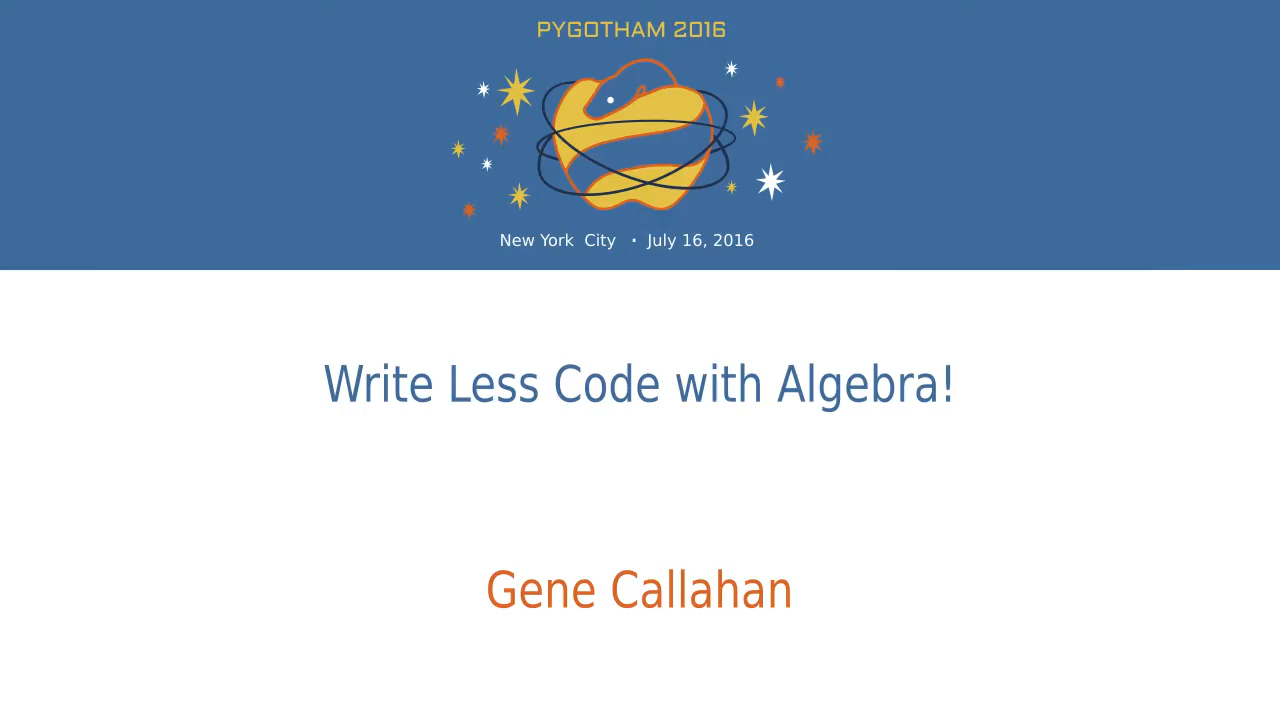 PYGOTHAM 2016
New York City · July 16, 2016
Write Less Code with Algebra!
Gene Callahan